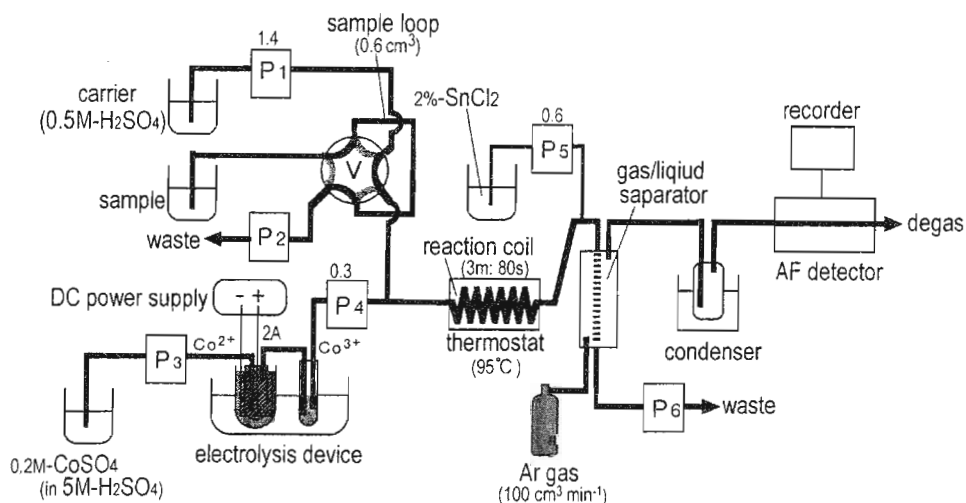 sample loop
(0.6 cm³)
1.4
P1
carrier
(0.5M-H2SO4)
2%-SnCl2
0.6
P5
recorder
V
sample
gas/liqiud
saparator
waste
P2
degas
AF detector
reaction coil
(3m: 80s)
DC power supply
- +
0.3
P4
2A
Co²⁺
Co³⁺
P3
thermostat
(95℃)
condenser
P6
waste
electrolysis device
0.2M-CoSO4
(in 5M-H2SO4)
Ar gas
(100 cm³ min⁻¹)